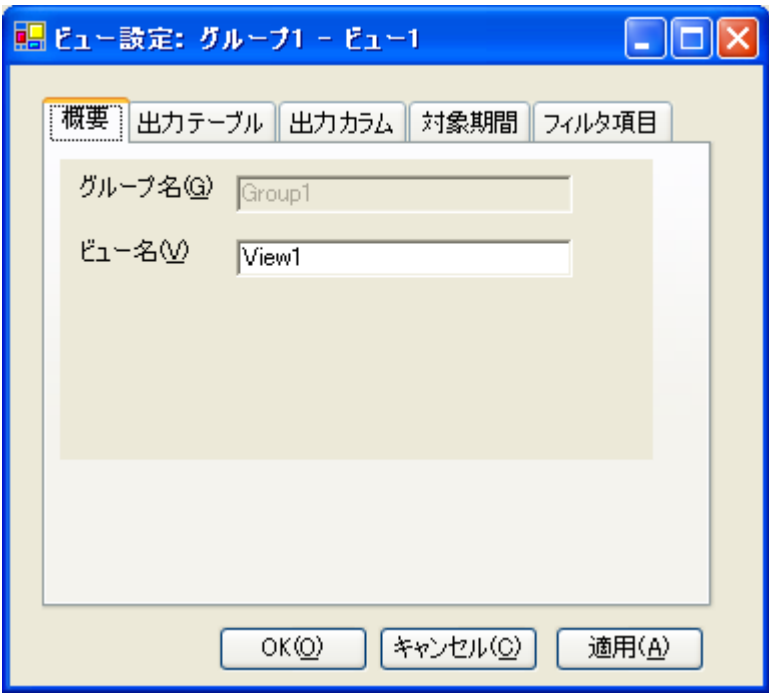 ビュー設定: グループ1 - ビュー1
概要 出力テーブル 出力カラム 対象期間 フィルタ項目
グループ名(G) Group1
ビュー名(V) View1
OK(O) キャンセル(C) 適用(A)